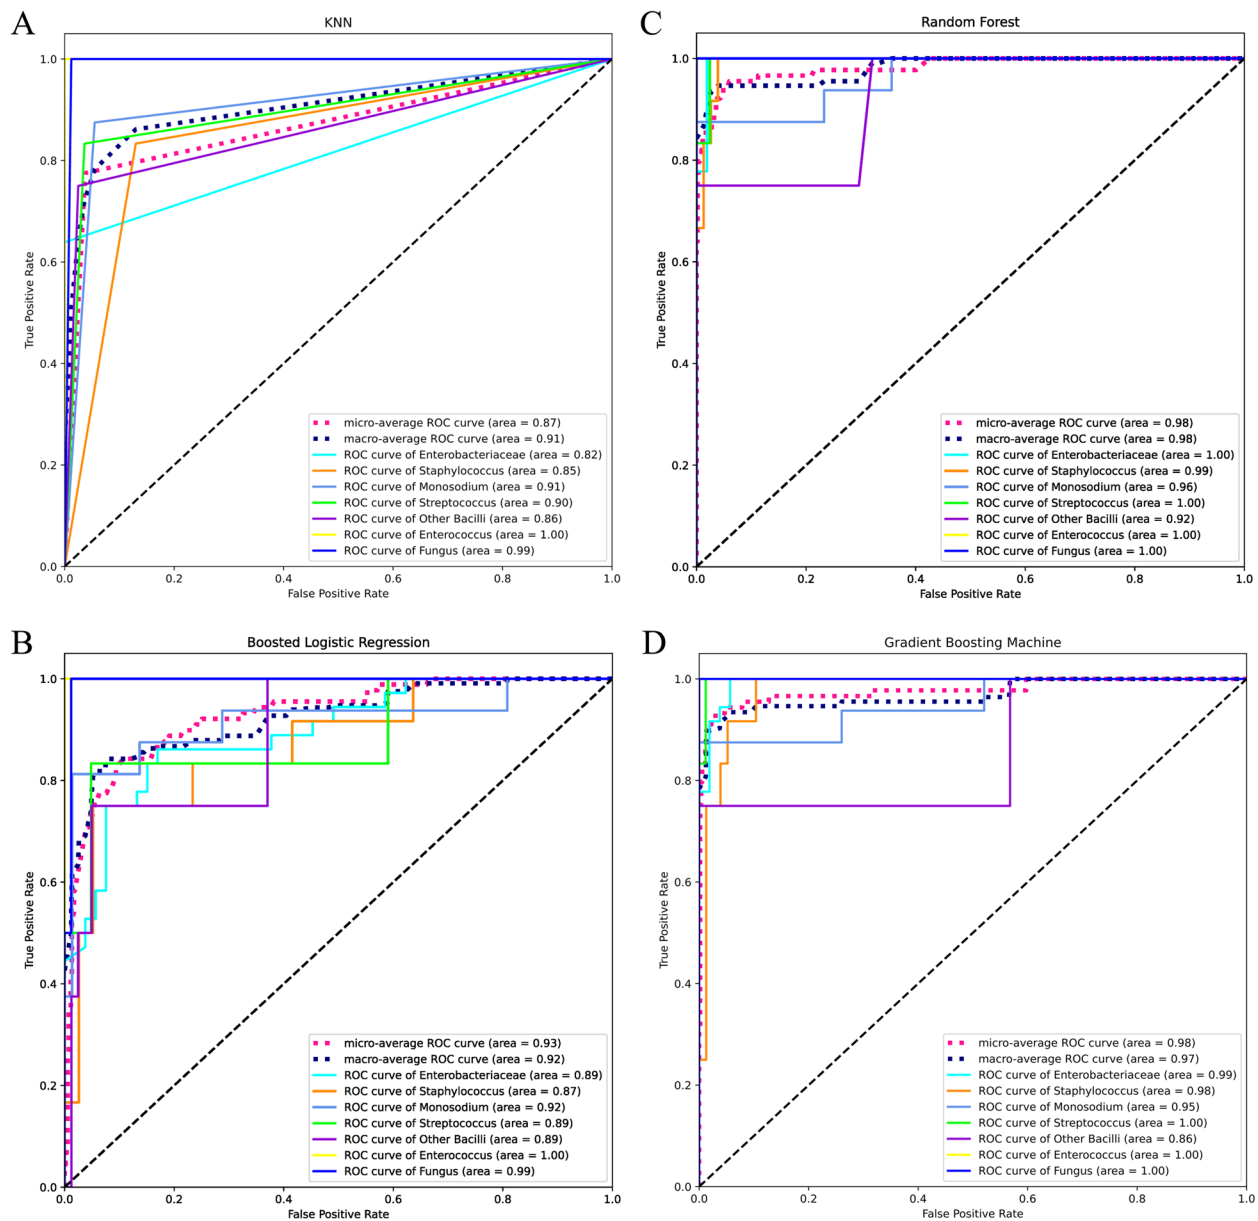 A
KNN
1.0
0.8
0.6
0.4
0.2
0.0
True Positive Rate
micro-average ROC curve (area = 0.87)
macro-average ROC curve (area = 0.91)
ROC curve of Enterobacteriaceae (area = 0.82)
ROC curve of Staphylococcus (area = 0.85)
ROC curve of Monosodium (area = 0.91)
ROC curve of Streptococcus (area = 0.90)
ROC curve of Other Bacilli (area = 0.86)
ROC curve of Enterococcus (area = 1.00)
ROC curve of Fungus (area = 0.99)
0.0 0.2 0.4 0.6 0.8 1.0
False Positive Rate
C
Random Forest
1.0
0.8
0.6
0.4
0.2
0.0
True Positive Rate
micro-average ROC curve (area = 0.98)
macro-average ROC curve (area = 0.98)
ROC curve of Enterobacteriaceae (area = 1.00)
ROC curve of Staphylococcus (area = 0.99)
ROC curve of Monosodium (area = 0.96)
ROC curve of Streptococcus (area = 1.00)
ROC curve of Other Bacilli (area = 0.92)
ROC curve of Enterococcus (area = 1.00)
ROC curve of Fungus (area = 1.00)
0.0 0.2 0.4 0.6 0.8 1.0
False Positive Rate
B
Boosted Logistic Regression
1.0
0.8
0.6
0.4
0.2
0.0
True Positive Rate
micro-average ROC curve (area = 0.93)
macro-average ROC curve (area = 0.92)
ROC curve of Enterobacteriaceae (area = 0.89)
ROC curve of Staphylococcus (area = 0.87)
ROC curve of Monosodium (area = 0.92)
ROC curve of Streptococcus (area = 0.89)
ROC curve of Other Bacilli (area = 0.89)
ROC curve of Enterococcus (area = 1.00)
ROC curve of Fungus (area = 0.99)
0.0 0.2 0.4 0.6 0.8 1.0
False Positive Rate
D
Gradient Boosting Machine
1.0
0.8
0.6
0.4
0.2
0.0
True Positive Rate
micro-average ROC curve (area = 0.98)
macro-average ROC curve (area = 0.97)
ROC curve of Enterobacteriaceae (area = 0.99)
ROC curve of Staphylococcus (area = 0.98)
ROC curve of Monosodium (area = 0.95)
ROC curve of Streptococcus (area = 1.00)
ROC curve of Other Bacilli (area = 0.86)
ROC curve of Enterococcus (area = 1.00)
ROC curve of Fungus (area = 1.00)
0.0 0.2 0.4 0.6 0.8 1.0
False Positive Rate